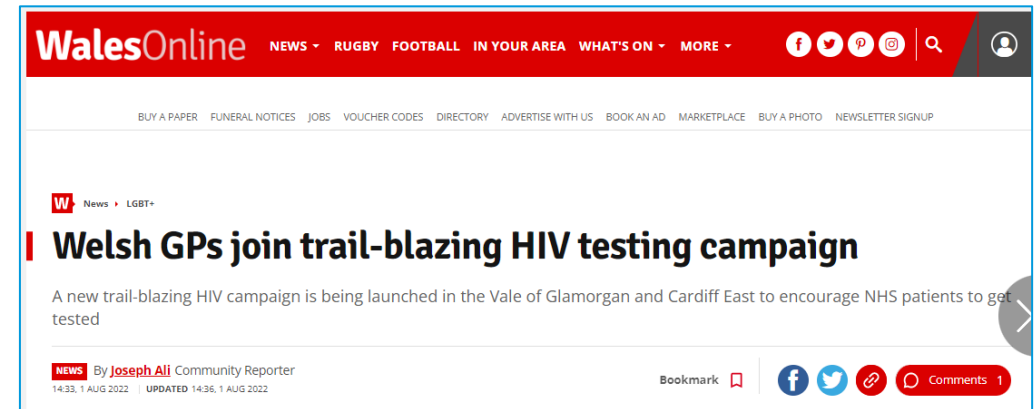 WalesOnline NEWS RUGBY FOOTBALL IN YOUR AREA WHAT'S ON MORE
BUY A PAPER FUNERAL NOTICES JOBS VOUCHER CODES DIRECTORY ADVERTISE WITH US BOOK AN AD MARKETPLACE BUY A PHOTO NEWSLETTER SIGNUP
W News LGBT+
Welsh GPs join trail-blazing HIV testing campaign
A new trail-blazing HIV campaign is being launched in the Vale of Glamorgan and Cardiff East to encourage NHS patients to get
tested
NEWS By Joseph Ali Community Reporter
14:33, 1 AUG 2022 | UPDATED 14:36, 1 AUG 2022
Bookmark Comments 1